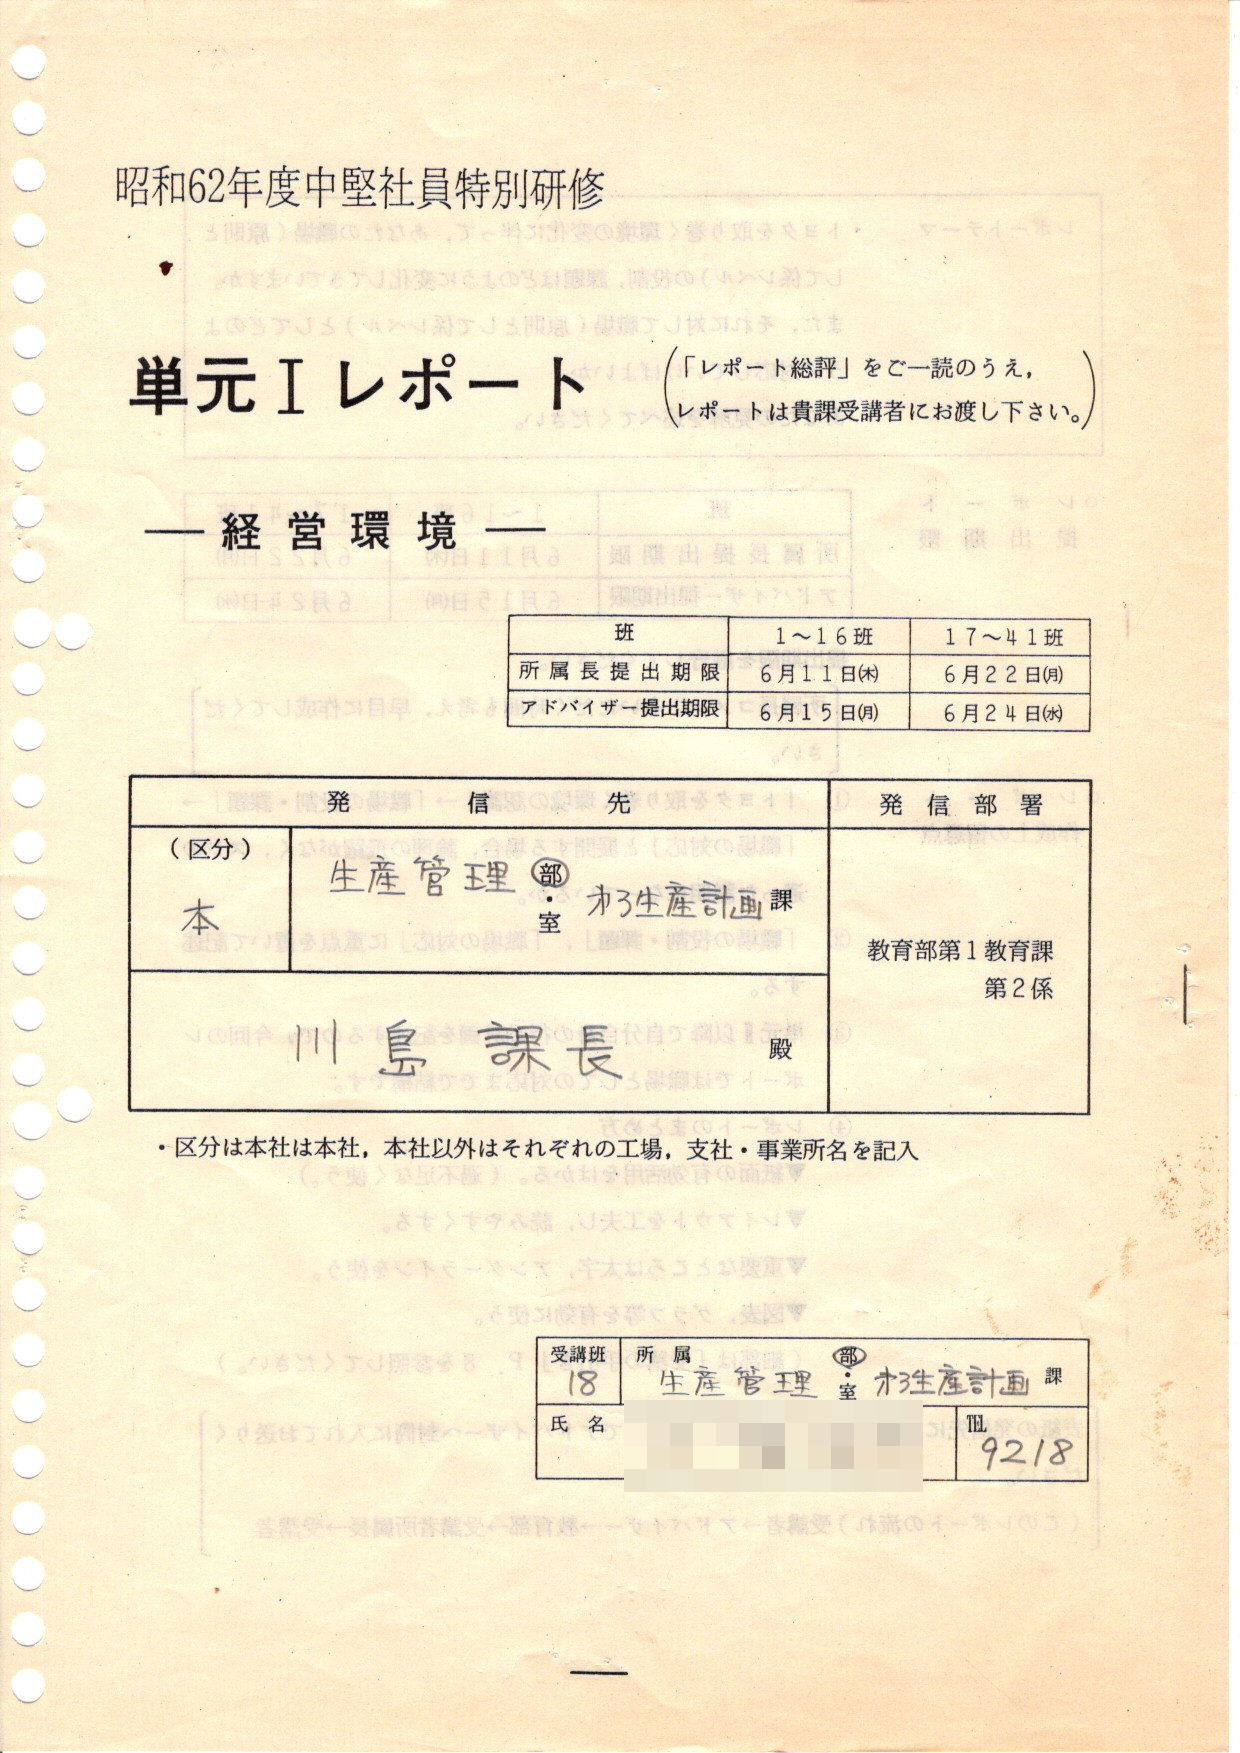 昭和62年度中堅社員特別研修
単元Ⅰレポート
(「レポート総評」をご一読のうえ,
レポートは貴課受講者にお渡し下さい。)
―経営環境―
班 1～16班 17～41班
所属長提出期限 6月11日㈭ 6月22日㈪
アドバイザー提出期限 6月15日㈪ 6月24日㈬
発信先 発信部署
(区分) 生産管理 部・室 㐧3生産計画課
本
教育部第1教育課
第2係
川島 課長 殿
・区分は本社は本社, 本社以外はそれぞれの工場, 支社・事業所名を記入
受講班 所属 部・室
18 生産管理 㐧3生産計画 課
氏名 ℡
9218